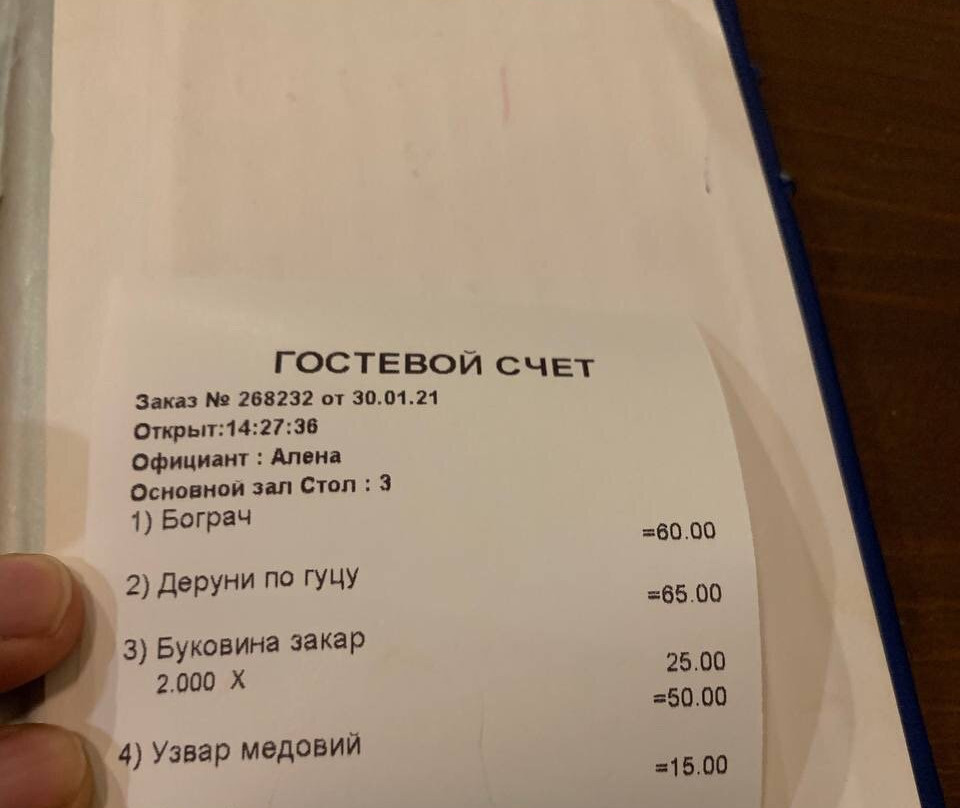 ГОСТЕВОЙ СЧЕТ
Заказ № 268232 от 30.01.21
Открыт:14:27:36
Официант : Алена
Основной зал Стол : 3
1) Бограч
=60.00
2) Деруни по гуцу
=65.00
3) Буковина закар
2.000 X 25.00
=50.00
4) Узвар медовий
=15.00